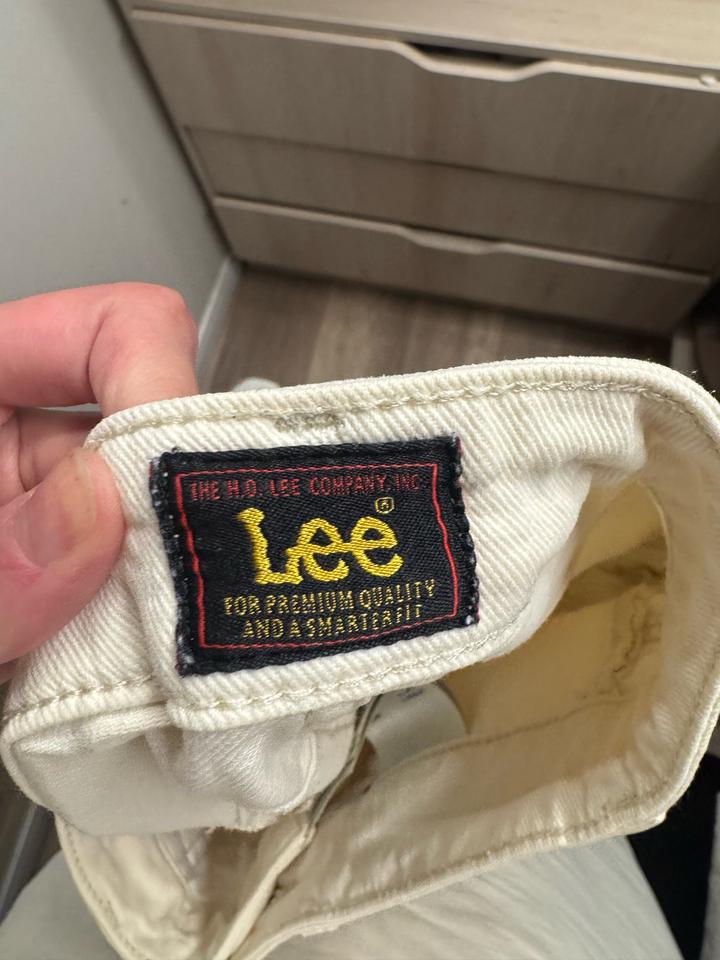 THE H.D. LEE COMPANY, INC
Lee®
FOR PREMIUM QUALITY
AND A SMARTER FIT